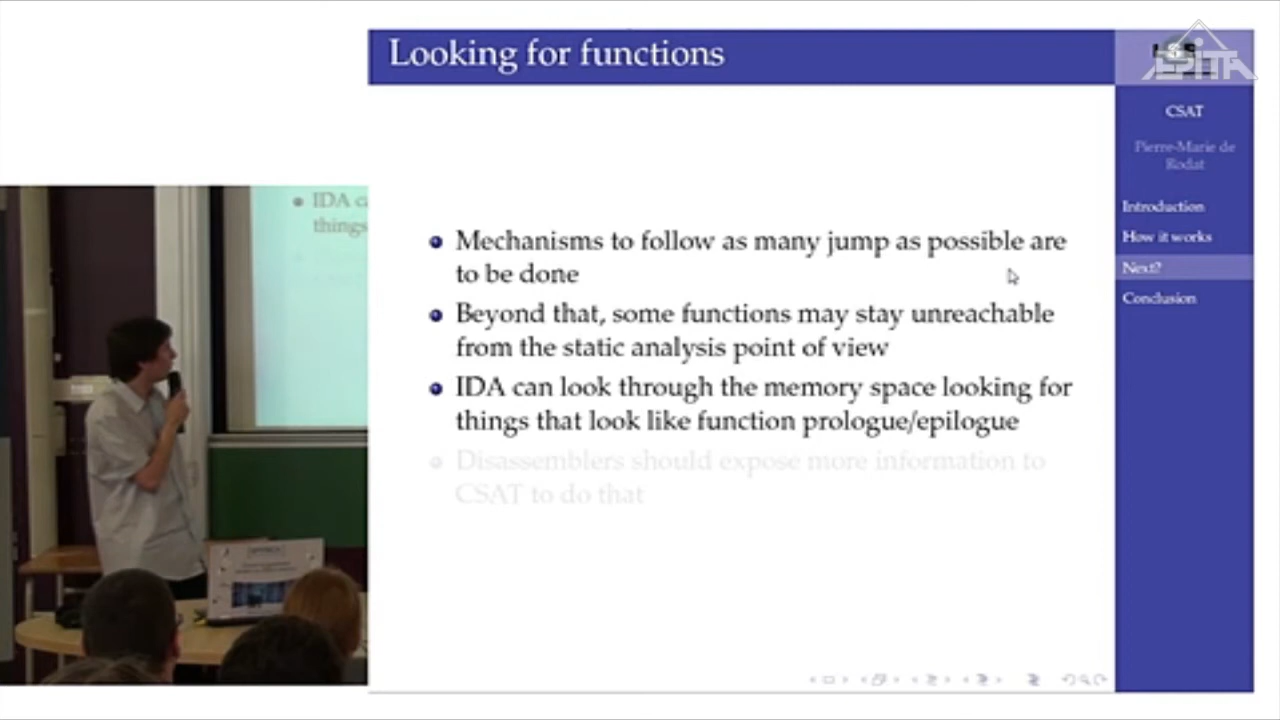 Looking for functions
EPITA
CSAT
Pierre-Marie de
Rodat
Introduction
How it works
Next?
Conclusion
Mechanisms to follow as many jump as possible are
to be done
Beyond that, some functions may stay unreachable
from the static analysis point of view
IDA can look through the memory space looking for
things that look like function prologue/epilogue
Disassemblers should expose more information to
CSAT to do that
IDA c
things